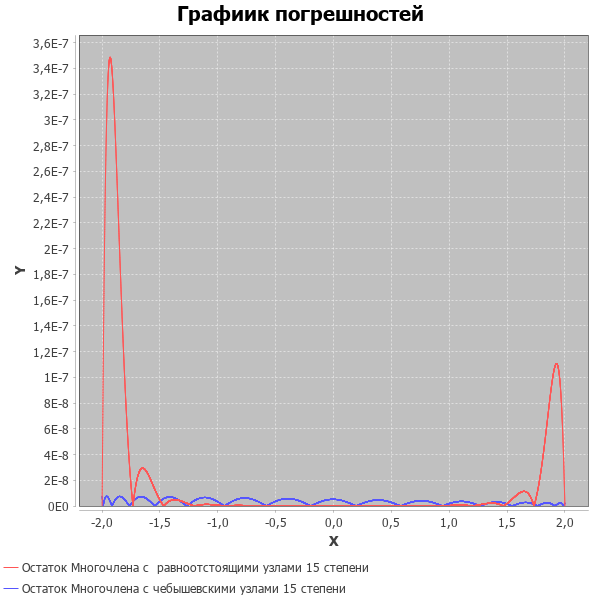 Графиик погрешностей
3,6E-7
3,4E-7
3,2E-7
3E-7
2,8E-7
2,6E-7
2,4E-7
2,2E-7
2E-7
1,8E-7
1,6E-7
1,4E-7
1,2E-7
1E-7
8E-8
6E-8
4E-8
2E-8
0E0
Y
-2,0 -1,5 -1,0 -0,5 0,0 0,5 1,0 1,5 2,0
X
Остаток Многочлена с равноотстоящими узлами 15 степени
Остаток Многочлена с чебышевскими узлами 15 степени